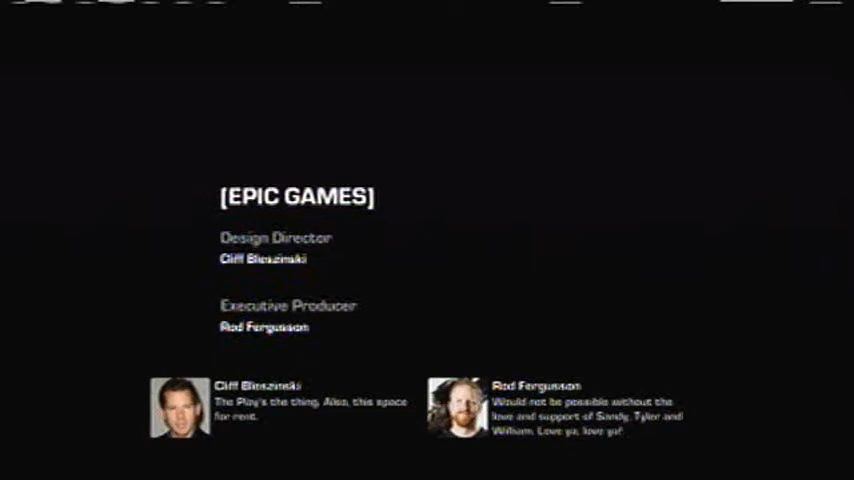 [EPIC GAMES]
Design Director
Cliff Bleszinski
Executive Producer
Rod Fergusson
Cliff Bleszinski
The Play's the thing. Also, this space
for rent.
Rod Fergusson
Would not be possible without the
love and support of Sandy, Tyler and
William. Love ya, love ya!